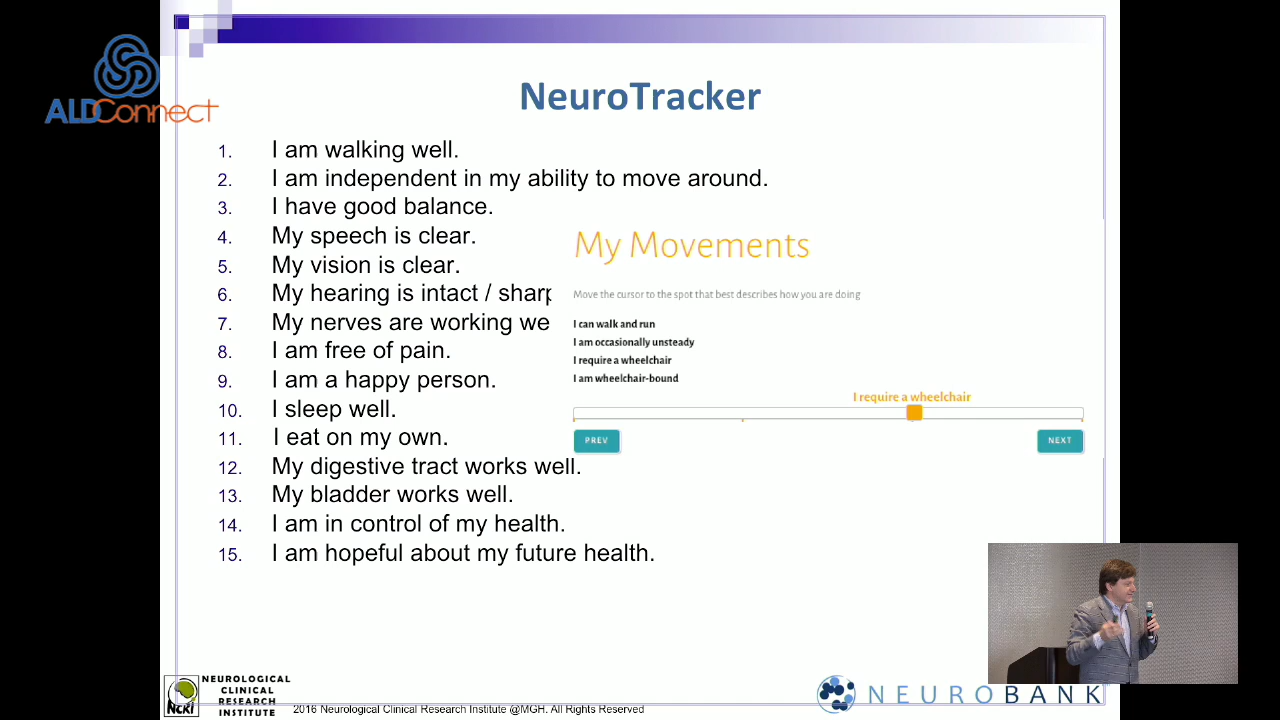 ALDConnect
NeuroTracker
1. I am walking well.
2. I am independent in my ability to move around.
3. I have good balance.
4. My speech is clear.
5. My vision is clear.
6. My hearing is intact / sharp
7. My nerves are working we
8. I am free of pain.
9. I am a happy person.
10. I sleep well.
11. I eat on my own.
12. My digestive tract works well.
13. My bladder works well.
14. I am in control of my health.
15. I am hopeful about my future health.
My Movements
Move the cursor to the spot that best describes how you are doing
I can walk and run
I am occasionally unsteady
I require a wheelchair
I am wheelchair-bound
I require a wheelchair
PREV
NEXT
NCRI
NEUROLOGICAL
CLINICAL
RESEARCH
INSTITUTE
2016 Neurological Clinical Research Institute @MGH. All Rights Reserved
NEUROBANK